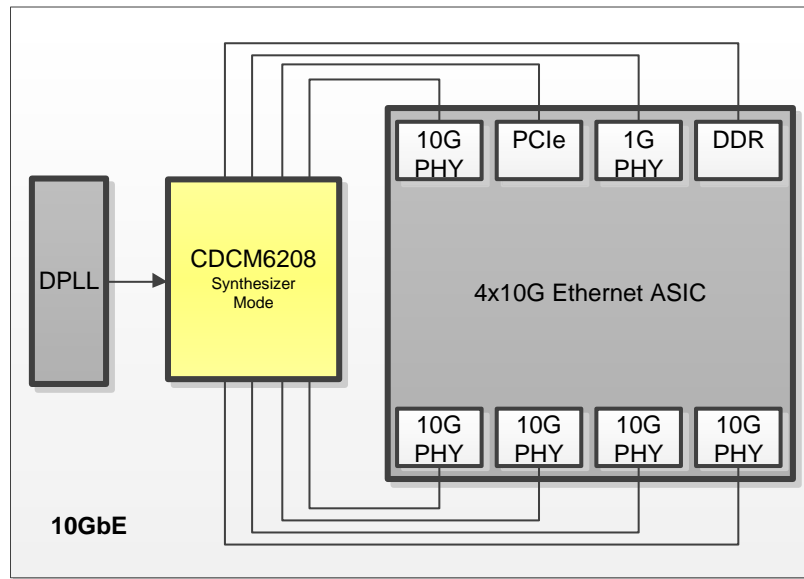 10G PCIe 1G DDR
PHY PHY
DPLL
CDCM6208
Synthesizer
Mode
4x10G Ethernet ASIC
10G 10G 10G 10G
PHY PHY PHY PHY
10GbE